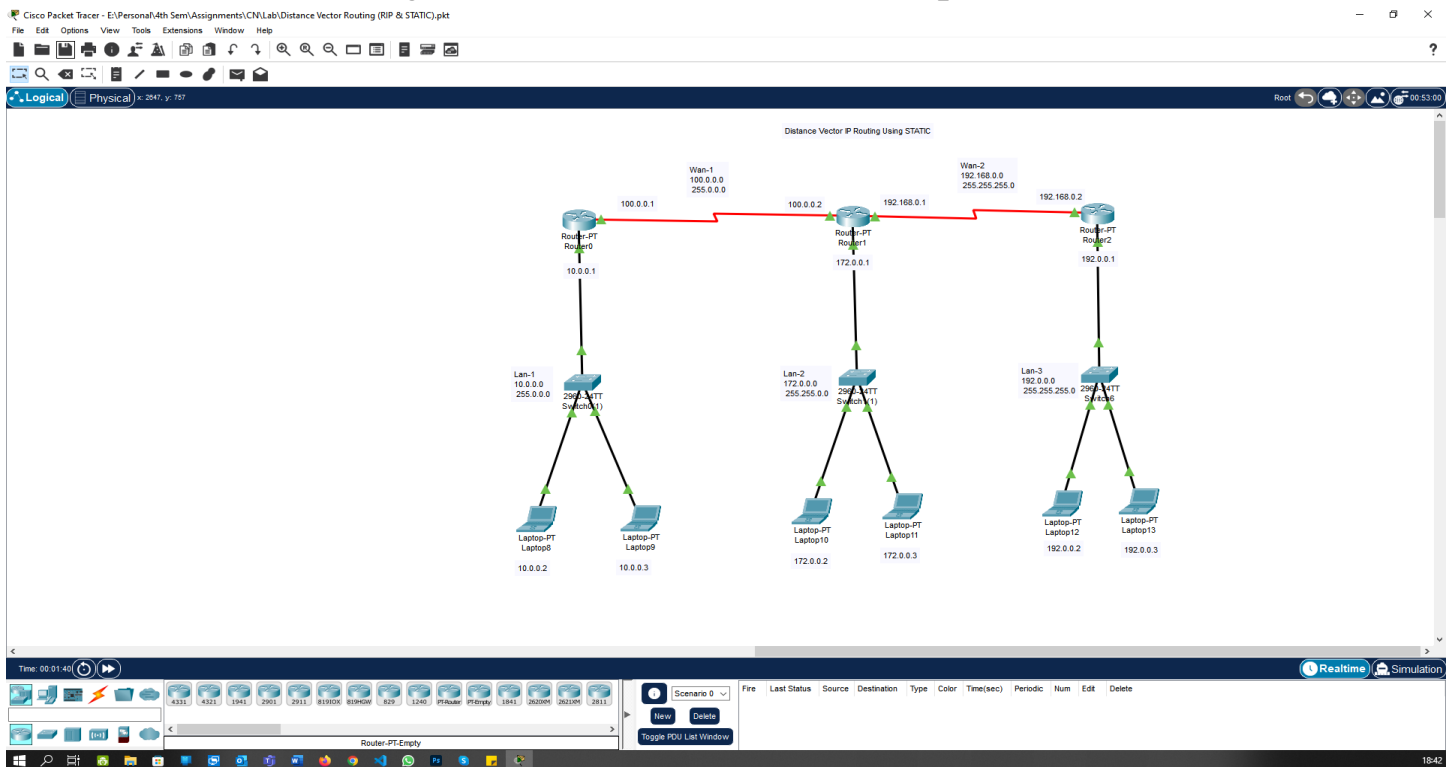 Cisco Packet Tracer - E:\Personal\4th Sem\Assignments\CN\Lab\Distance Vector Routing (RIP & STATIC).pkt
File Edit Options View Tools Extensions Window Help
?
Logical Physical x: 2647, y: 757
Root 00:53:00
Distance Vector IP Routing Using STATIC
Wan-1
100.0.0.0
255.0.0.0
Wan-2
192.168.0.0
255.255.255.0
100.0.0.1
100.0.0.2
192.168.0.1
192.168.0.2
Router-PT
Router0
Router-PT
Router1
Router-PT
Router2
10.0.0.1
172.0.0.1
192.0.0.1
Lan-1
10.0.0.0
255.0.0.0
2960-24TT
Switch0(1)
Lan-2
172.0.0.0
255.255.0.0
2960-24TT
Switch1(1)
Lan-3
192.0.0.0
255.255.255.0
2960-24TT
Switch6
Laptop-PT
Laptop8
Laptop-PT
Laptop9
Laptop-PT
Laptop10
Laptop-PT
Laptop11
Laptop-PT
Laptop12
Laptop-PT
Laptop13
10.0.0.2
10.0.0.3
172.0.0.2
172.0.0.3
192.0.0.2
192.0.0.3
Time: 00:01:40
Realtime Simulation
4331 4321 1941 2901 2911 819IOX 819HGW 829 1240 PT-Router PT-Empty 1841 2620XM 2621XM 2811
Router-PT-Empty
Scenario 0
New Delete
Toggle PDU List Window
Fire Last Status Source Destination Type Color Time(sec) Periodic Num Edit Delete
18:42